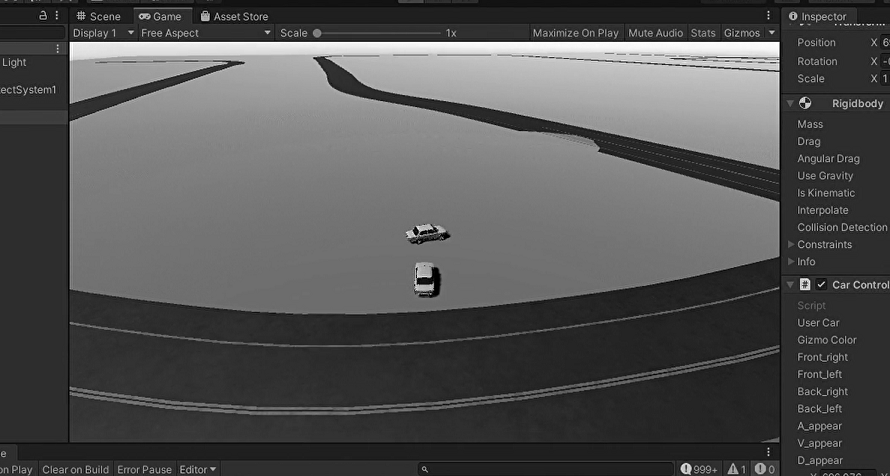 Scene Game Asset Store Inspector
Display 1 Free Aspect Scale 1x Maximize On Play Mute Audio Stats Gizmos
Light
ectSystem1
Position X 6
Rotation X -0
Scale X 1
Rigidbody
Mass
Drag
Angular Drag
Use Gravity
Is Kinematic
Interpolate
Collision Detection
Constraints
Info
Car Control
Script
User Car
Gizmo Color
Front_right
Front_left
Back_right
Back_left
A_appear
V_appear
D_appear
on Play Clear on Build Error Pause Editor 999+ 1 0